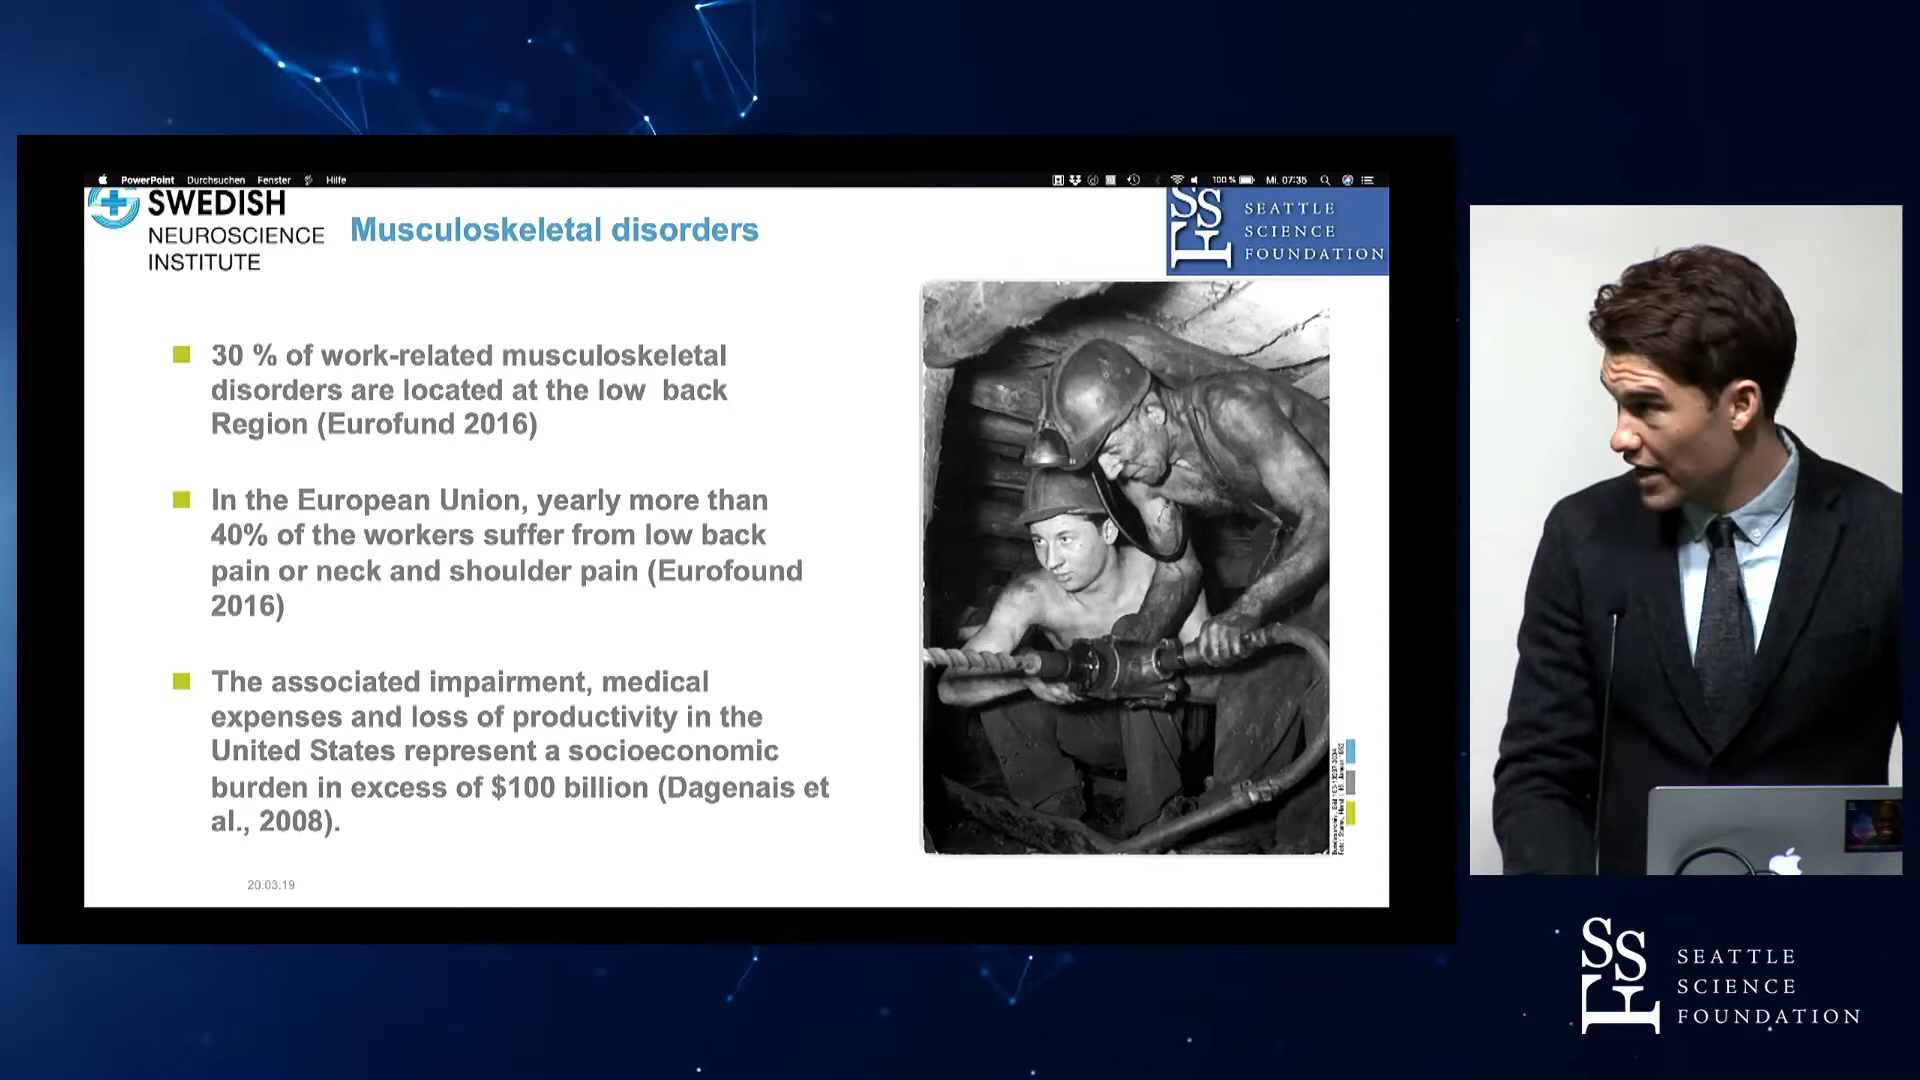 PowerPoint Durchsuchen Fenster Hilfe
100 % Mi. 07:35
SWEDISH
NEUROSCIENCE
INSTITUTE
Musculoskeletal disorders
SSF
SEATTLE
SCIENCE
FOUNDATION
30 % of work-related musculoskeletal
disorders are located at the low back
Region (Eurofund 2016)
In the European Union, yearly more than
40% of the workers suffer from low back
pain or neck and shoulder pain (Eurofound
2016)
The associated impairment, medical
expenses and loss of productivity in the
United States represent a socioeconomic
burden in excess of $100 billion (Dagenais et
al., 2008).
20.03.19
SSF
SEATTLE
SCIENCE
FOUNDATION